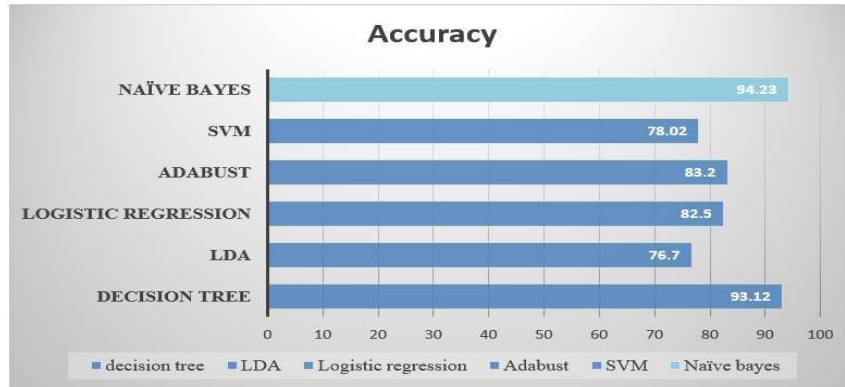 Accuracy
NAÏVE BAYES 94.23
SVM 78.02
ADABUST 83.2
LOGISTIC REGRESSION 82.5
LDA 76.7
DECISION TREE 93.12
0 10 20 30 40 50 60 70 80 90 100
decision tree LDA Logistic regression Adabust SVM Naïve bayes